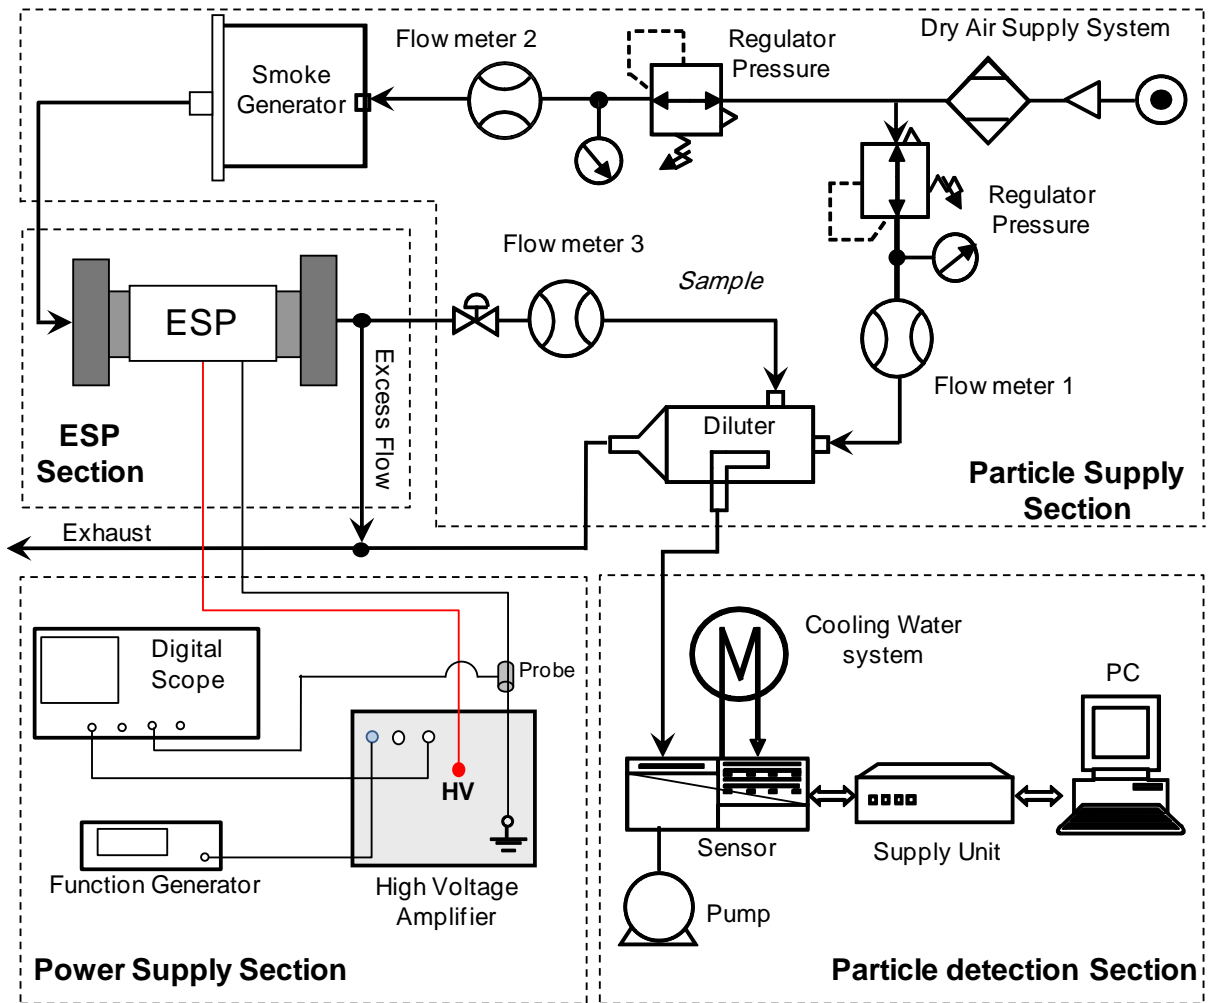 Dry Air Supply System
Flow meter 2
Regulator
Pressure
Smoke
Generator
Regulator
Pressure
Flow meter 3
Sample
ESP
Excess Flow
Flow meter 1
Diluter
ESP
Section
Particle Supply
Section
Exhaust
Digital
Scope
Probe
Cooling Water
system
PC
HV
Sensor
Supply Unit
Function Generator
High Voltage
Amplifier
Pump
Power Supply Section
Particle detection Section